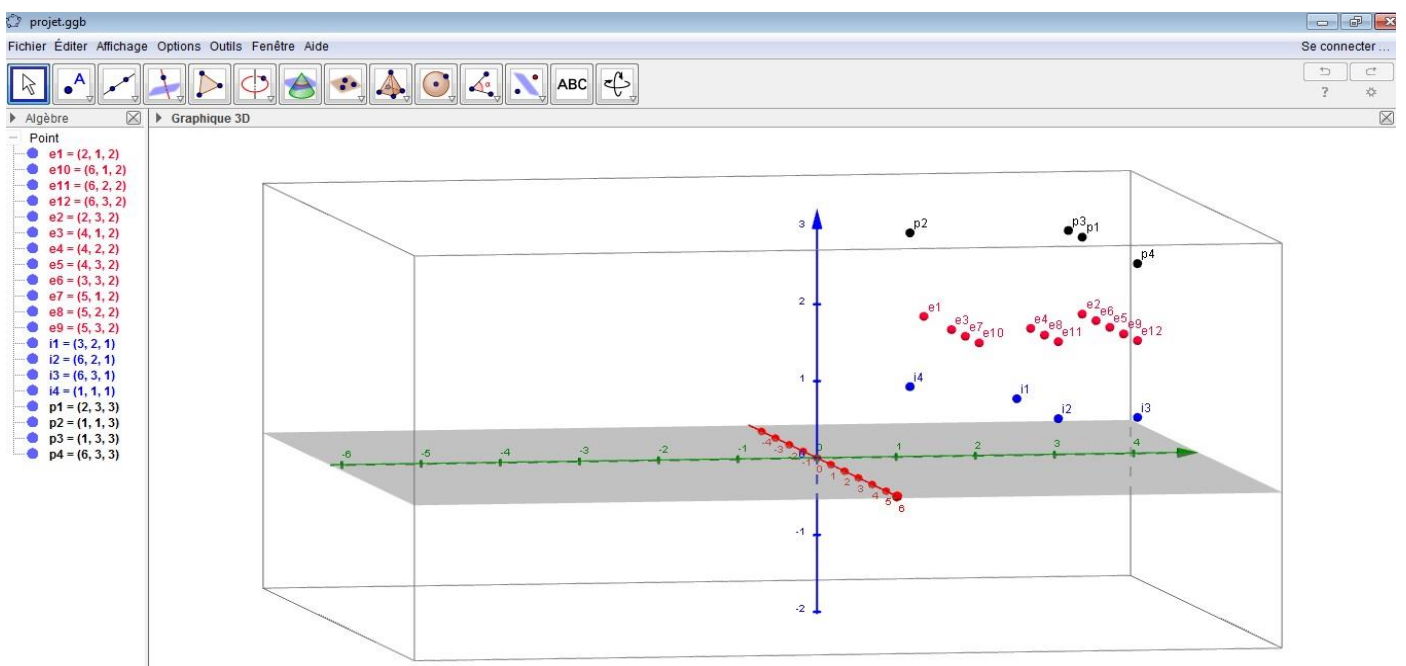 projet.ggb
Fichier Éditer Affichage Options Outils Fenêtre Aide
Se connecter ...
A
α
ABC
?
Algèbre
Graphique 3D
Point
e1 = (2, 1, 2)
e10 = (6, 1, 2)
e11 = (6, 2, 2)
e12 = (6, 3, 2)
e2 = (2, 3, 2)
e3 = (4, 1, 2)
e4 = (4, 2, 2)
e5 = (4, 3, 2)
e6 = (3, 3, 2)
e7 = (5, 1, 2)
e8 = (5, 2, 2)
e9 = (5, 3, 2)
i1 = (3, 2, 1)
i2 = (6, 2, 1)
i3 = (6, 3, 1)
i4 = (1, 1, 1)
p1 = (2, 3, 3)
p2 = (1, 1, 3)
p3 = (1, 3, 3)
p4 = (6, 3, 3)
3
p2
p3
p1
p4
2
e1
e3
e7
e10
e4
e8
e11
e2
e6
e5
e9
e12
1
i4
i1
i2
i3
-6 -5 -4 -3 -2 -1 0 1 2 3 4
-4 -3 -2 -1 0 1 2 3 4 5 6
0
-1
-2